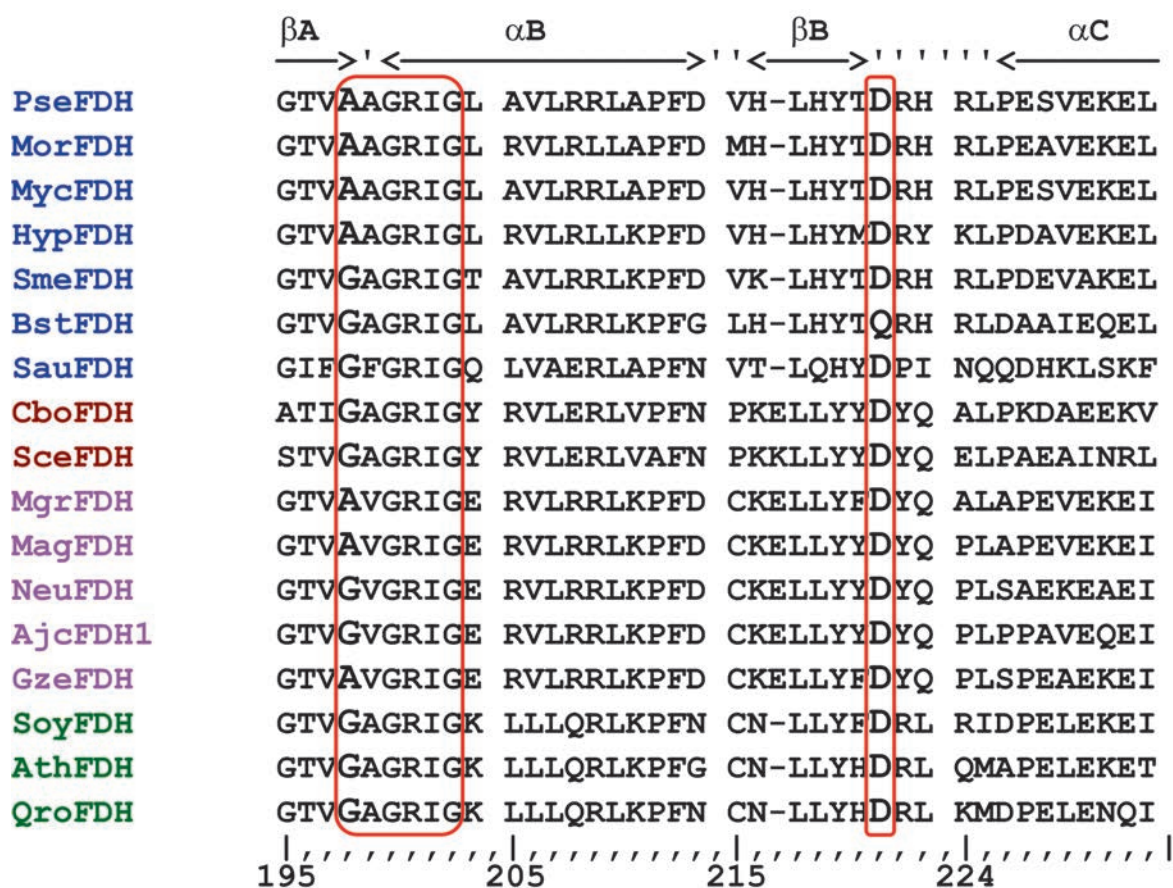 βA αB βB αC
PseFDH GTVAAGRIGL AVLRRLAPFD VH-LHYTDRH RLPESVEKEL
MorFDH GTVAAGRIGL RVLRLLAPFD MH-LHYTDRH RLPEAVEKEL
MycFDH GTVAAGRIGL AVLRRLAPFD VH-LHYTDRH RLPESVEKEL
HypFDH GTVAAGRIGL RVLRLLKPFD VH-LHYMDRY KLPDAVEKEL
SmeFDH GTVGAGRIGT AVLRRLKPFD VK-LHYTDRH RLPDEVAKEL
BstFDH GTVGAGRIGL AVLRRLKPFG LH-LHYTQRH RLDAAIEQEL
SauFDH GIFGFGRIGQ LVAERLAPFN VT-LQHYDPI NQQDHKLSKF
CboFDH ATIGAGRIGY RVLERLVPFN PKELLYYDYQ ALPKDAEEKV
SceFDH STVGAGRIGY RVLERLVAFN PKKLLYYDYQ ELPAEAINRL
MgrFDH GTVAVGRIGE RVLRRLKPFD CKELLYFDYQ ALAPEVEKEI
MagFDH GTVAVGRIGE RVLRRLKPFD CKELLYYDYQ PLAPEVEKEI
NeuFDH GTVGVGRIGE RVLRRLKPFD CKELLYYDYQ PLSAEKEAEI
AjcFDH1 GTVGVGRIGE RVLRRLKPFD CKELLYYDYQ PLPPAVEQEI
GzeFDH GTVAVGRIGE RVLRRLKPFD CKELLYFDYQ PLSPEAEKEI
SoyFDH GTVGAGRIGK LLLQRLKPFN CN-LLYFDRL RIDPELEKEI
AthFDH GTVGAGRIGK LLLQRLKPFG CN-LLYHDRL QMAPELEKET
QroFDH GTVGAGRIGK LLLQRLKPFN CN-LLYHDRL KMDPELENQI
195 205 215 224